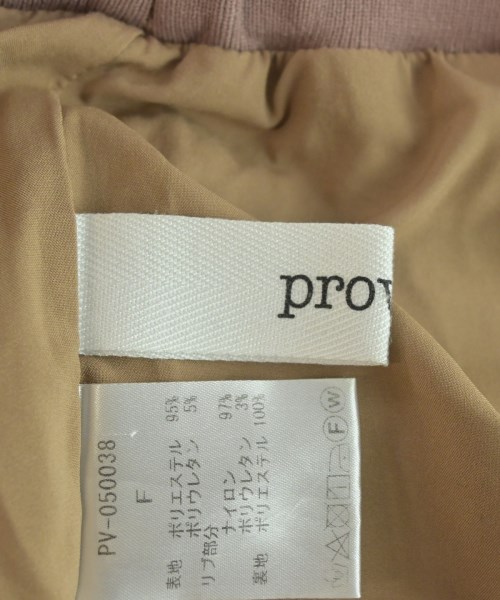 prov
PV-050038
F
表地 ポリエステル 95%
ポリウレタン 5%
リブ部分
ナイロン 97%
ポリウレタン 3%
裏地 ポリエステル 100%
F W